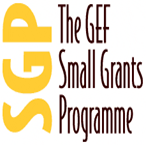 SGP
The GEF
Small Grants
Programme